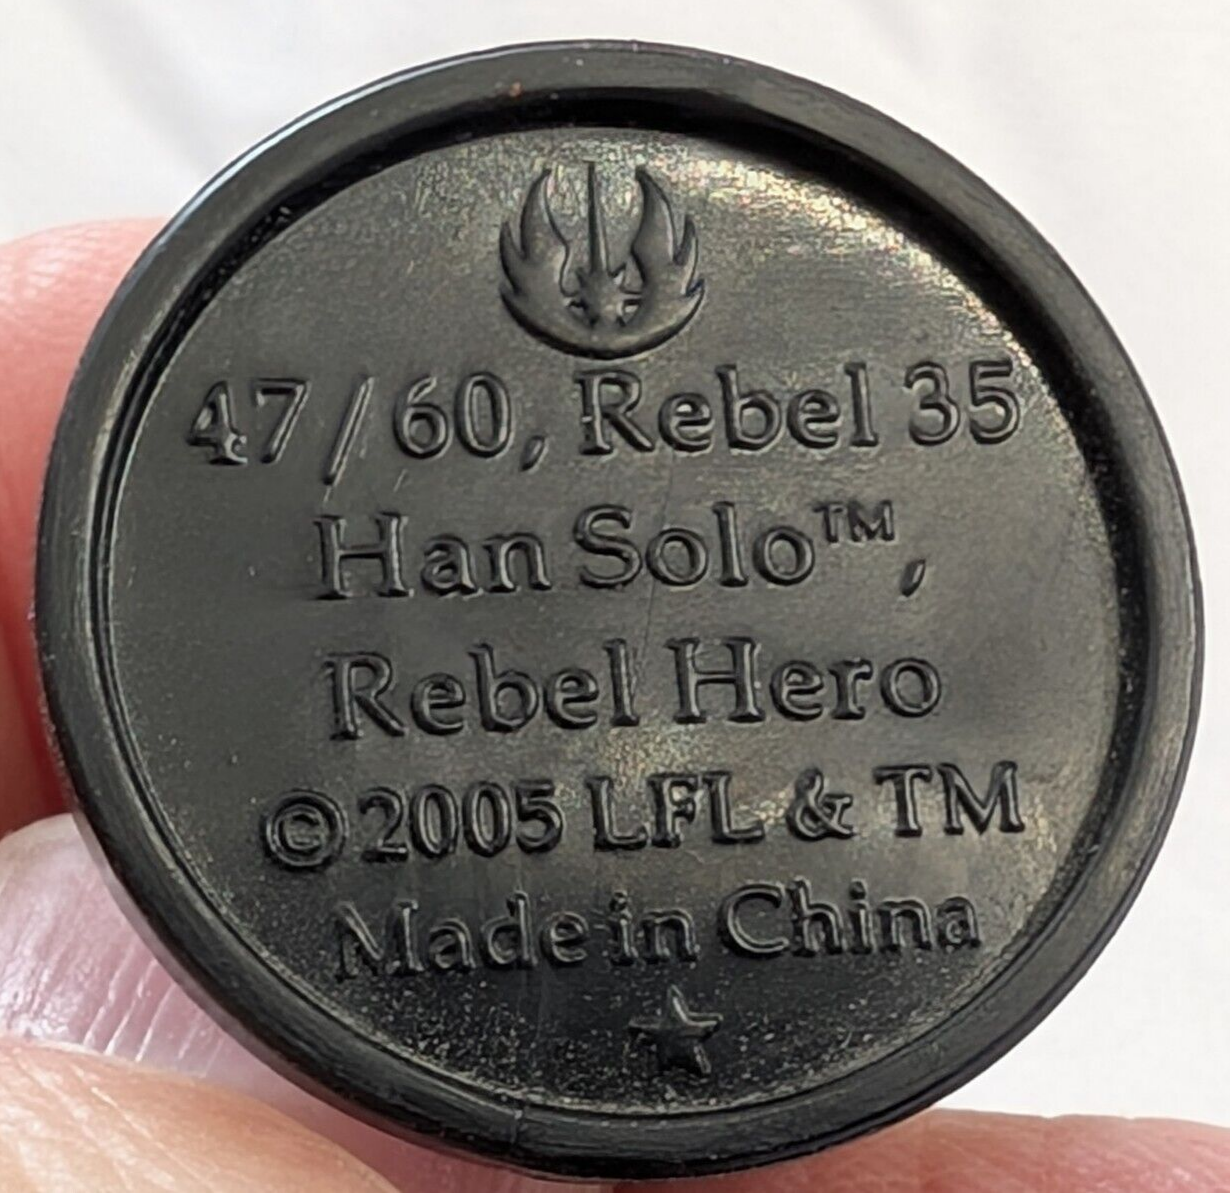 47/60, Rebel 35
Han Solo™,
Rebel Hero
©2005 LFL & TM
Made in China